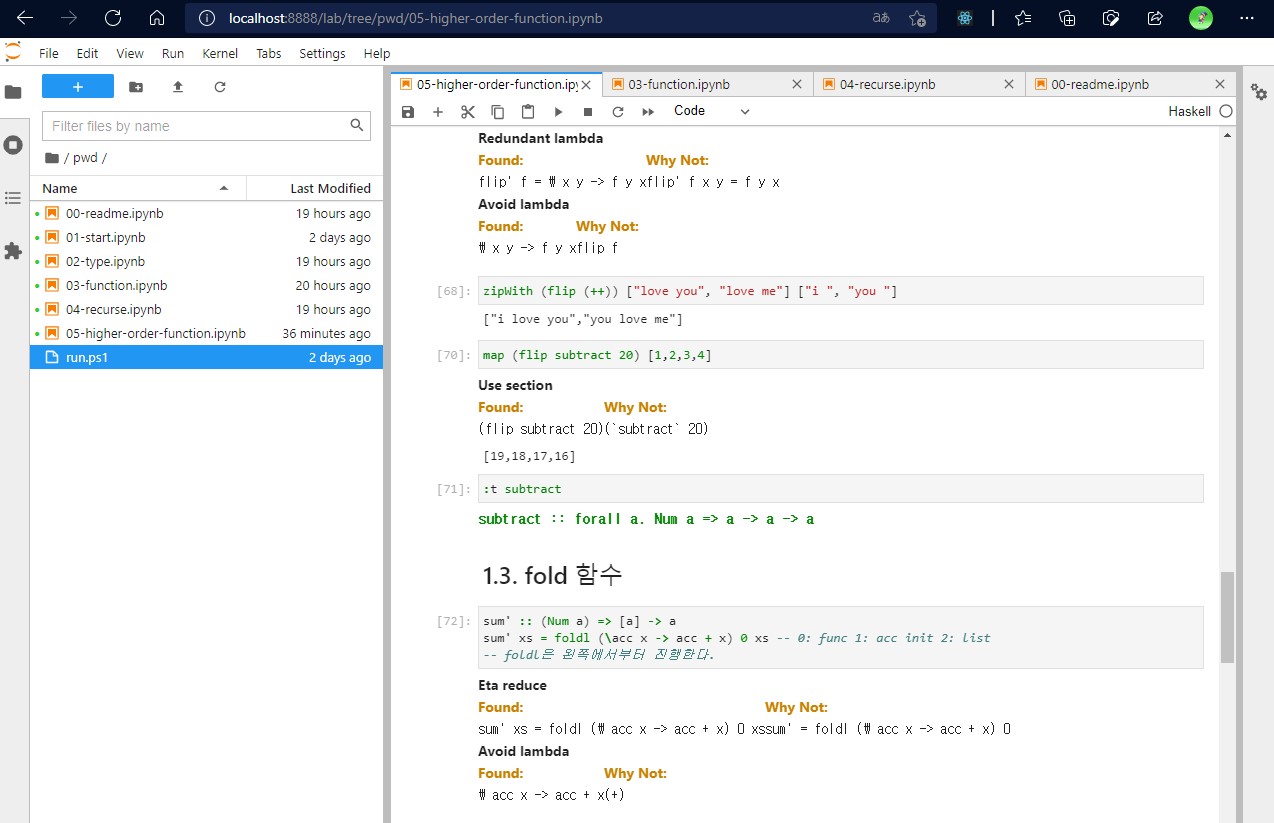 localhost:8888/lab/tree/pwd/05-higher-order-function.ipynb
aあ
File Edit View Run Kernel Tabs Settings Help
Filter files by name
/ pwd /
Name Last Modified
00-readme.ipynb 19 hours ago
01-start.ipynb 2 days ago
02-type.ipynb 19 hours ago
03-function.ipynb 20 hours ago
04-recurse.ipynb 19 hours ago
05-higher-order-function.ipynb 36 minutes ago
run.ps1 2 days ago
05-higher-order-function.ipy 03-function.ipynb 04-recurse.ipynb 00-readme.ipynb
Code Haskell
Redundant lambda
Found: Why Not:
flip' f = ₩ x y -> f y xflip' f x y = f y x
Avoid lambda
Found: Why Not:
₩ x y -> f y xflip f
[68]: zipWith (flip (++)) ["love you", "love me"] ["i ", "you "]
["i love you","you love me"]
[70]: map (flip subtract 20) [1,2,3,4]
Use section
Found: Why Not:
(flip subtract 20)(`subtract` 20)
[19,18,17,16]
[71]: :t subtract
subtract :: forall a. Num a => a -> a -> a
1.3. fold 함수
[72]: sum' :: (Num a) => [a] -> a
sum' xs = foldl (\acc x -> acc + x) 0 xs -- 0: func 1: acc init 2: list
-- foldl은 왼쪽에서부터 진행한다.
Eta reduce
Found: Why Not:
sum' xs = foldl (₩ acc x -> acc + x) 0 xssum' = foldl (₩ acc x -> acc + x) 0
Avoid lambda
Found: Why Not:
₩ acc x -> acc + x(+)